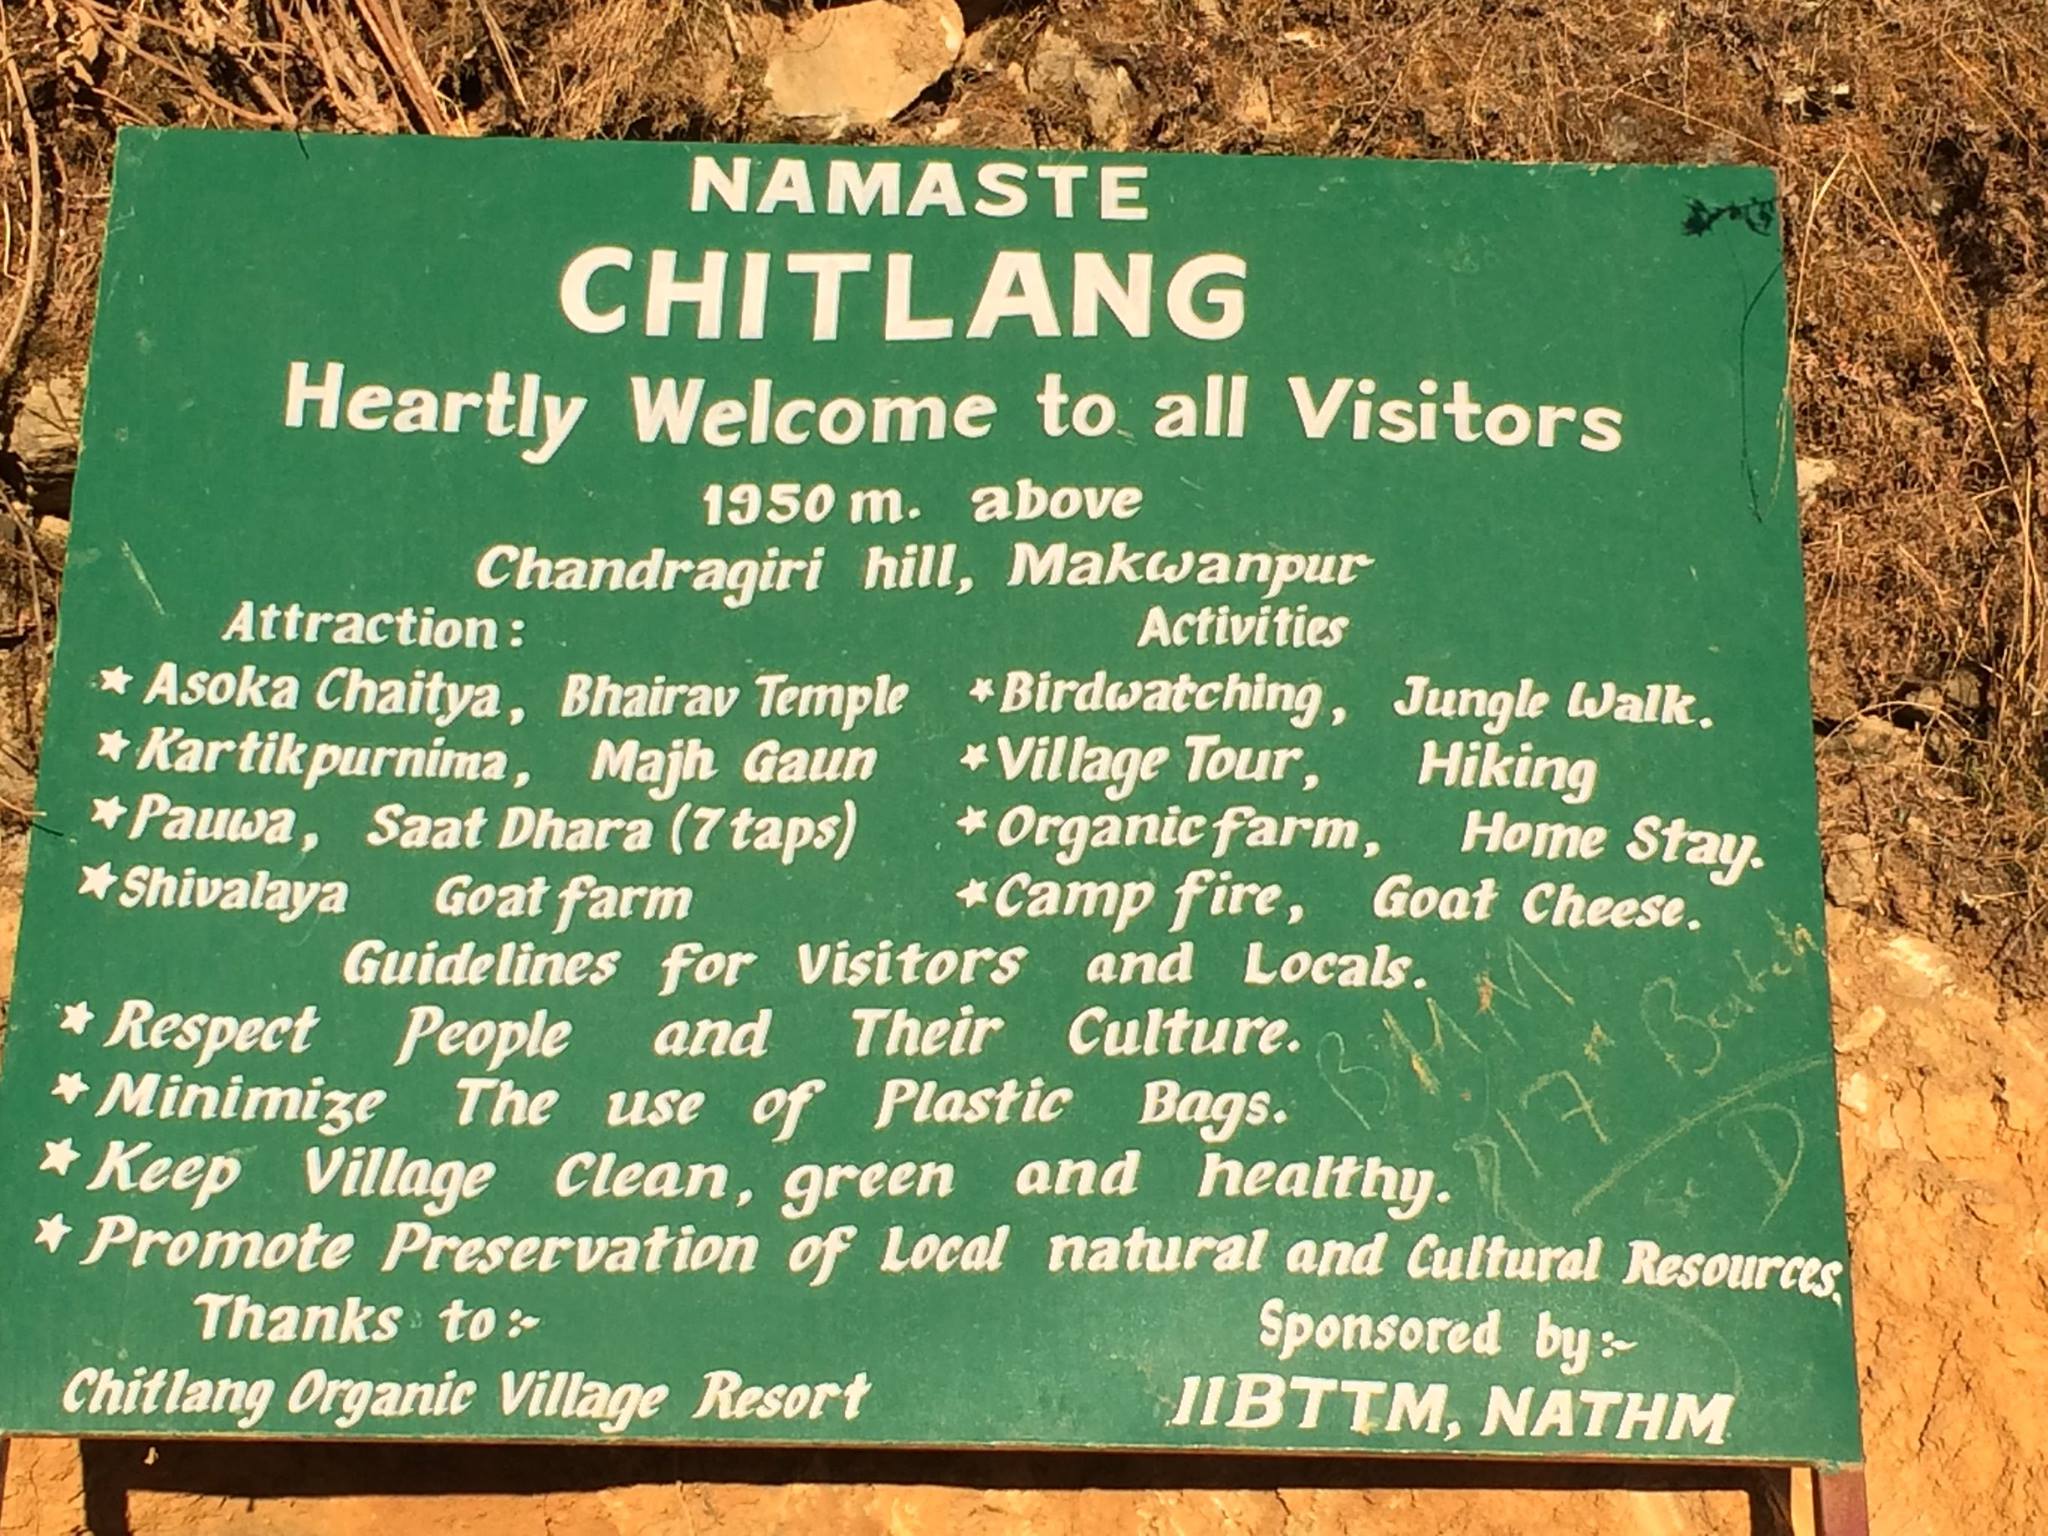 NAMASTE
CHITLANG
Heartly Welcome to all Visitors
1950 m. above
Chandragiri hill, Makwanpur
Attraction: Activities
★ Asoka Chaitya, Bhairav Temple ★ Birdwatching, Jungle Walk.
★ Kartikpurnima, Majh Gaun ★ Village Tour, Hiking
★ Pauwa, Saat Dhara (7 taps) ★ Organic farm, Home Stay.
★ Shivalaya Goat farm ★ Camp fire, Goat Cheese.
Guidelines for Visitors and Locals.
★ Respect People and Their Culture.
★ Minimize The use of Plastic Bags.
★ Keep Village Clean, green and healthy.
★ Promote Preservation of Local natural and Cultural Resources.
Thanks to:- Sponsored by:-
Chitlang Organic Village Resort 11BTTM, NATHM
Batch